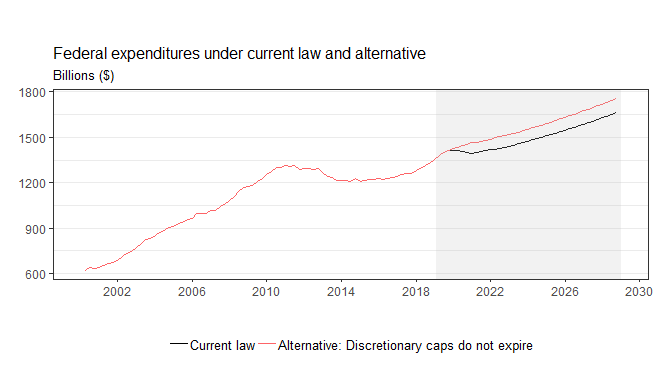 Federal expenditures under current law and alternative
Billions ($)
1800
1500
1200
900
600
2002 2006 2010 2014 2018 2022 2026 2030
Current law Alternative: Discretionary caps do not expire